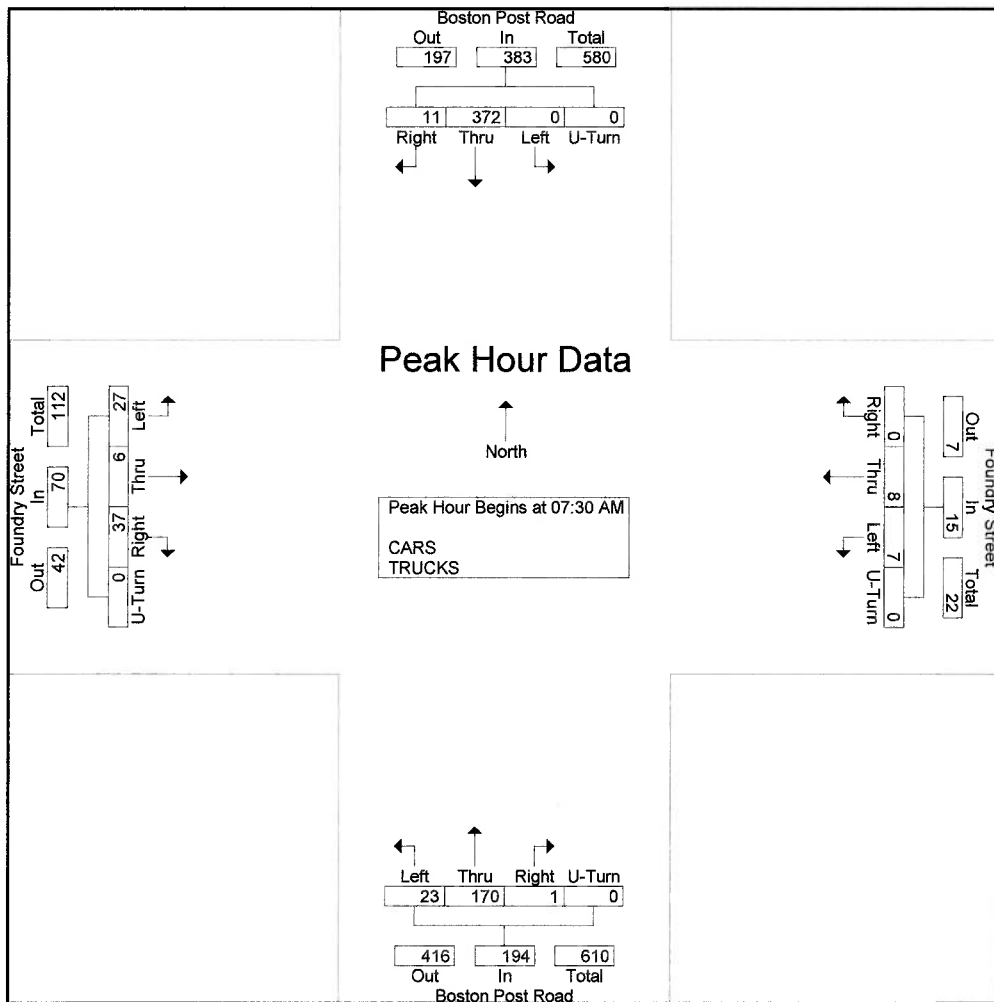 Boston Post Road
Out In Total
197 383 580
11 372 0 0
Right Thru Left U-Turn
Peak Hour Data
North
Peak Hour Begins at 07:30 AM
CARS
TRUCKS
Foundry Street
Total In Out
112 70 42
27 6 37 0
Left Thru Right U-Turn
Right Thru Left U-Turn
0 8 7 0
Out In Total
7 15 22
Foundry Street
Left Thru Right U-Turn
23 170 1 0
416 194 610
Out In Total
Boston Post Road